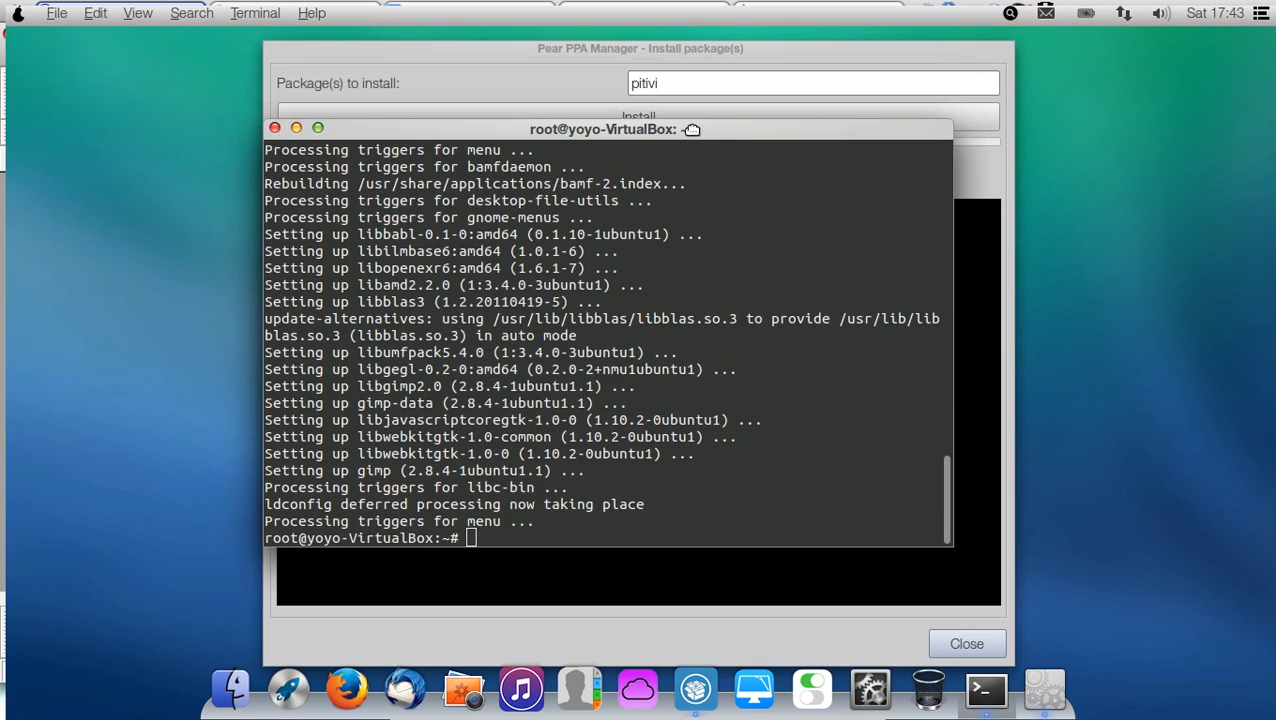 File Edit View Search Terminal Help Sat 17:43
Pear PPA Manager - Install package(s)
Package(s) to install: pitivi
Install
root@yoyo-VirtualBox: ~
Processing triggers for menu ...
Processing triggers for bamfdaemon ...
Rebuilding /usr/share/applications/bamf-2.index...
Processing triggers for desktop-file-utils ...
Processing triggers for gnome-menus ...
Setting up libbabl-0.1-0:amd64 (0.1.10-1ubuntu1) ...
Setting up libilmbase6:amd64 (1.0.1-6) ...
Setting up libopenexr6:amd64 (1.6.1-7) ...
Setting up libamd2.2.0 (1:3.4.0-3ubuntu1) ...
Setting up libblas3 (1.2.20110419-5) ...
update-alternatives: using /usr/lib/libblas/libblas.so.3 to provide /usr/lib/lib
blas.so.3 (libblas.so.3) in auto mode
Setting up libumfpack5.4.0 (1:3.4.0-3ubuntu1) ...
Setting up libgegl-0.2-0:amd64 (0.2.0-2+nmu1ubuntu1) ...
Setting up libgimp2.0 (2.8.4-1ubuntu1.1) ...
Setting up gimp-data (2.8.4-1ubuntu1.1) ...
Setting up libjavascriptcoregtk-1.0-0 (1.10.2-0ubuntu1) ...
Setting up libwebkitgtk-1.0-common (1.10.2-0ubuntu1) ...
Setting up libwebkitgtk-1.0-0 (1.10.2-0ubuntu1) ...
Setting up gimp (2.8.4-1ubuntu1.1) ...
Processing triggers for libc-bin ...
ldconfig deferred processing now taking place
Processing triggers for menu ...
root@yoyo-VirtualBox:~#
Close